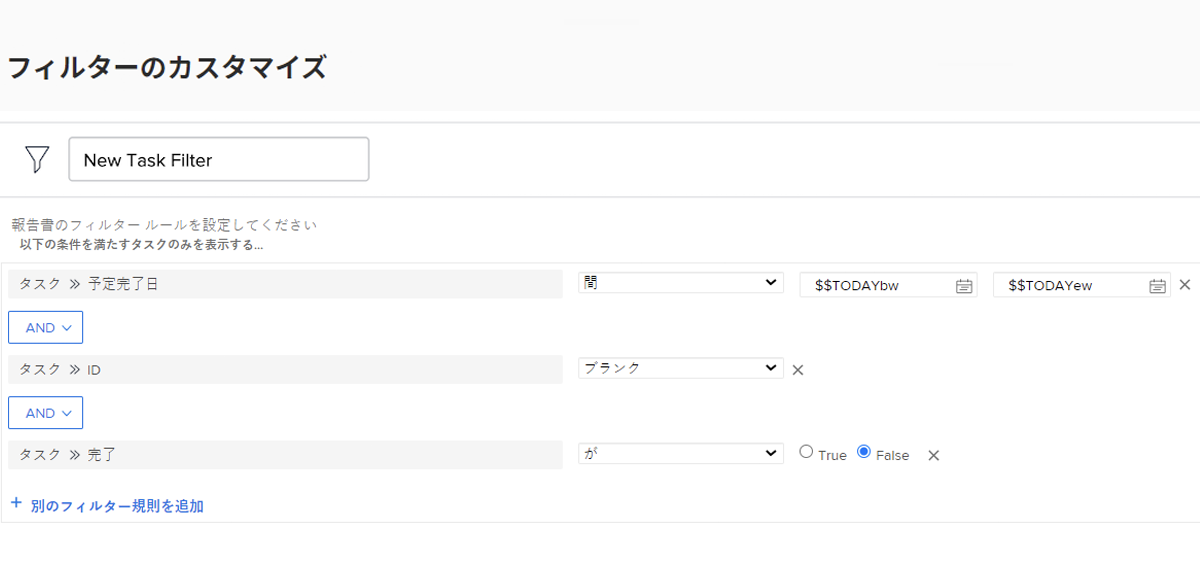 フィルターのカスタマイズ
New Task Filter
報告書のフィルター ルールを設定してください
以下の条件を満たすタスクのみを表示する...
タスク » 予定完了日 間 $$TODAYbw $$TODAYew
AND
タスク » ID ブランク
AND
タスク » 完了 が True False
+ 別のフィルター規則を追加